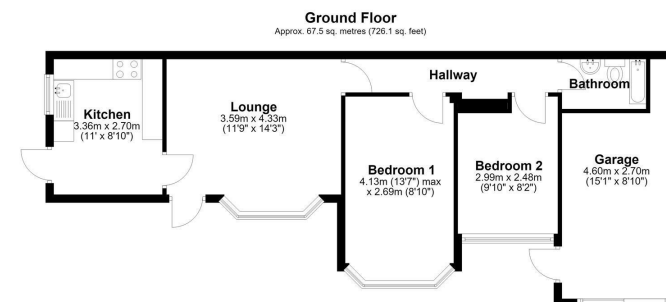 Ground Floor
Approx. 67.5 sq. metres (726.1 sq. feet)
Kitchen
3.36m x 2.70m
(11' x 8'10")
Lounge
3.59m x 4.33m
(11'9" x 14'3")
Hallway
Bathroom
Bedroom 1
4.13m (13'7") max
x 2.69m (8'10")
Bedroom 2
2.99m x 2.48m
(9'10" x 8'2")
Garage
4.60m x 2.70m
(15'1" x 8'10")